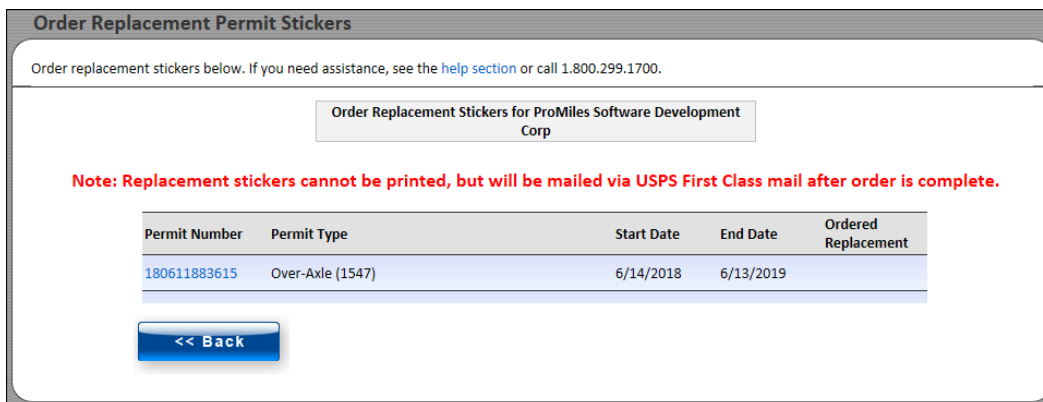 Order Replacement Permit Stickers
Order replacement stickers below. If you need assistance, see the help section or call 1.800.299.1700.
Order Replacement Stickers for ProMiles Software Development
Corp
Note: Replacement stickers cannot be printed, but will be mailed via USPS First Class mail after order is complete.
Permit Number Permit Type Start Date End Date Ordered
Replacement
180611883615 Over-Axle (1547) 6/14/2018 6/13/2019
<< Back